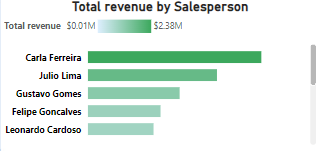 Total revenue by Salesperson
Total revenue $0.01M $2.38M
Carla Ferreira
Julio Lima
Gustavo Gomes
Felipe Goncalves
Leonardo Cardoso